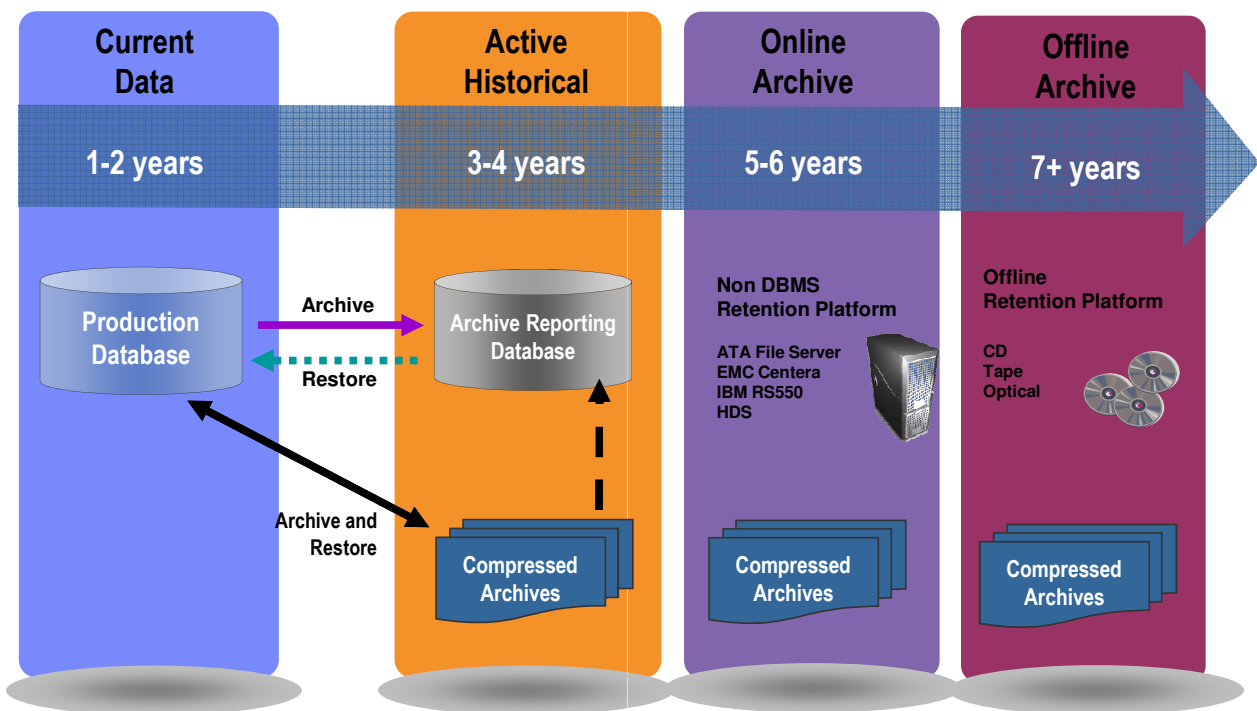 Current
Data
Active
Historical
Online
Archive
Offline
Archive
1-2 years
3-4 years
5-6 years
7+ years
Production
Database
Archive
Restore
Archive Reporting
Database
Non DBMS
Retention Platform
ATA File Server
EMC Centera
IBM RS550
HDS
Offline
Retention Platform
CD
Tape
Optical
Archive and
Restore
Compressed
Archives
Compressed
Archives
Compressed
Archives